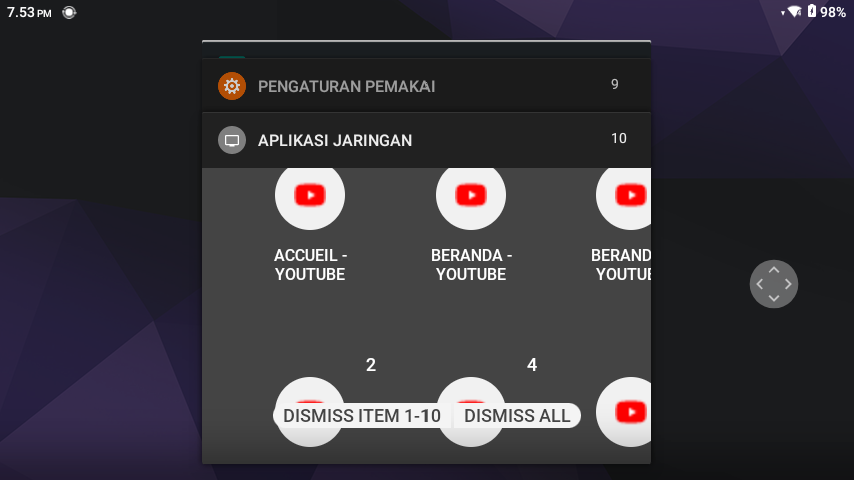 7.53 PM
98%
PENGATURAN PEMAKAI
9
APLIKASI JARINGAN
10
ACCUEIL -
YOUTUBE
BERANDA -
YOUTUBE
BERAND
YOUTUB
2
4
DISMISS ITEM 1-10
DISMISS ALL